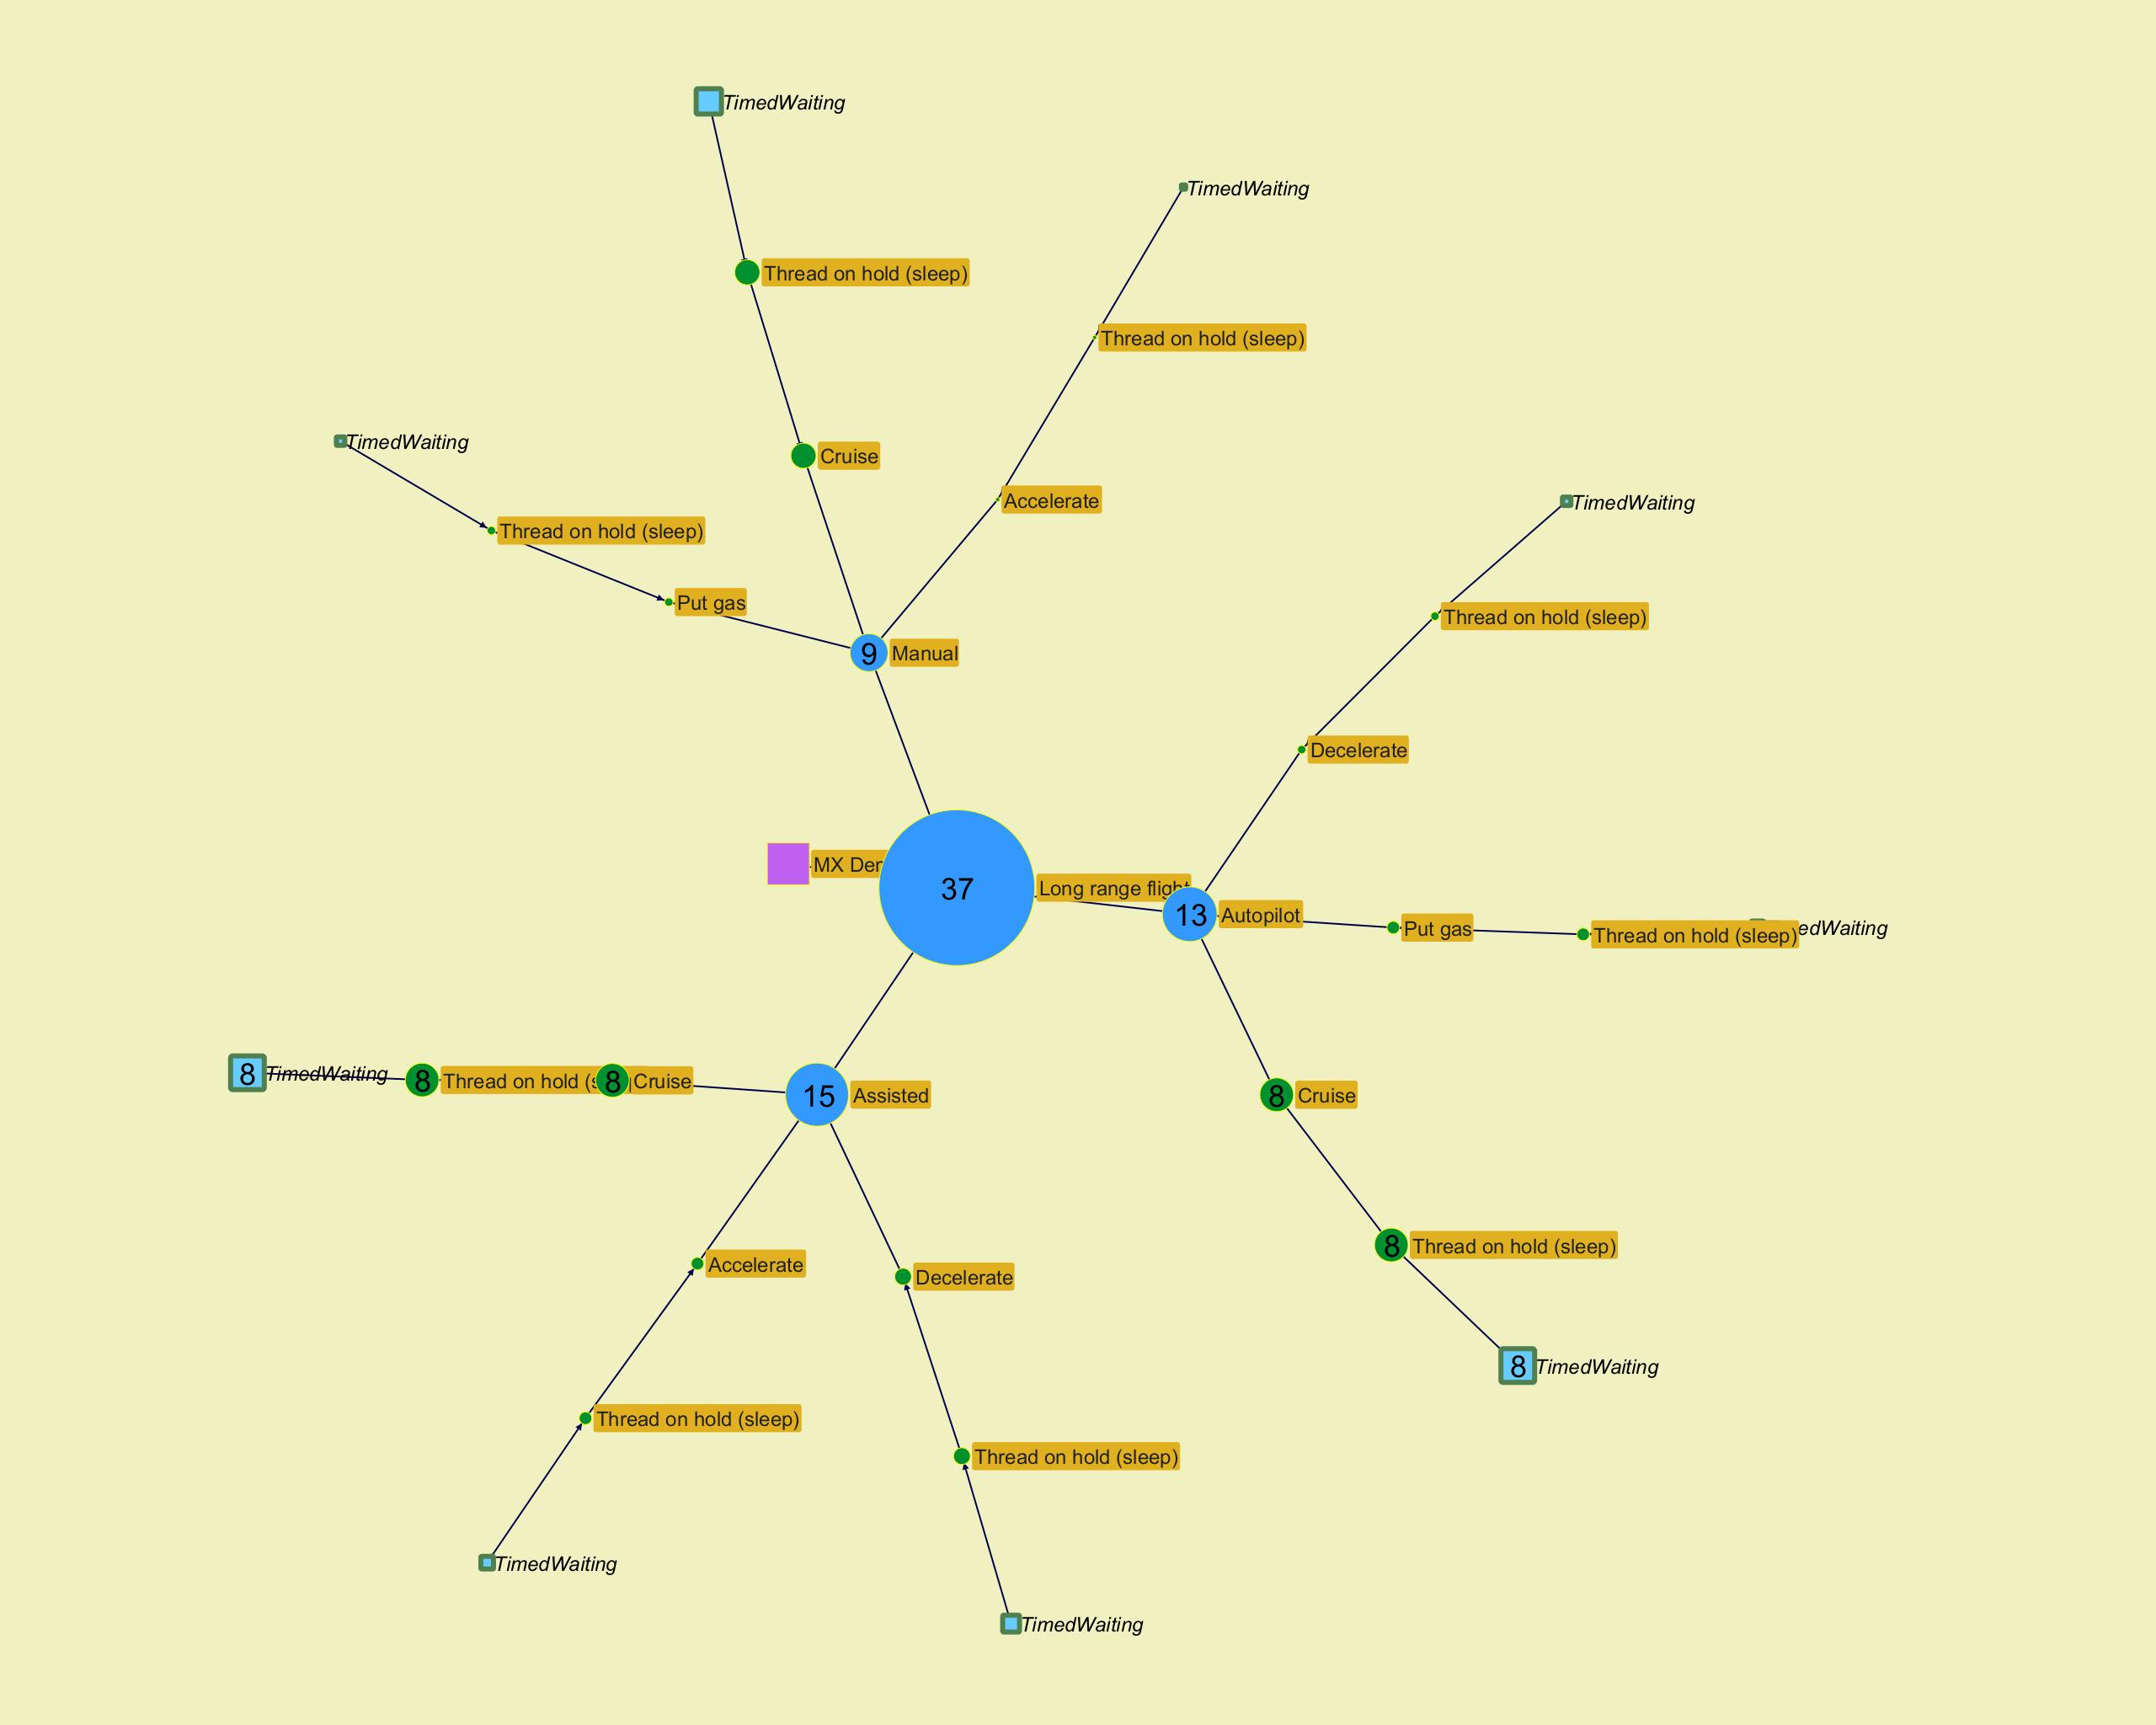 TimedWaiting
TimedWaiting
Thread on hold (sleep)
Thread on hold (sleep)
TimedWaiting
Cruise
Accelerate
TimedWaiting
Thread on hold (sleep)
Put gas
Thread on hold (sleep)
9 Manual
Decelerate
MX
37
Long range flight
13 Autopilot
Put gas
Thread on hold (sleep)
edWaiting
8 TimedWaiting
8 Thread on hold
8 Cruise
15 Assisted
8 Cruise
Accelerate
Decelerate
8 Thread on hold (sleep)
8 TimedWaiting
Thread on hold (sleep)
Thread on hold (sleep)
TimedWaiting
TimedWaiting